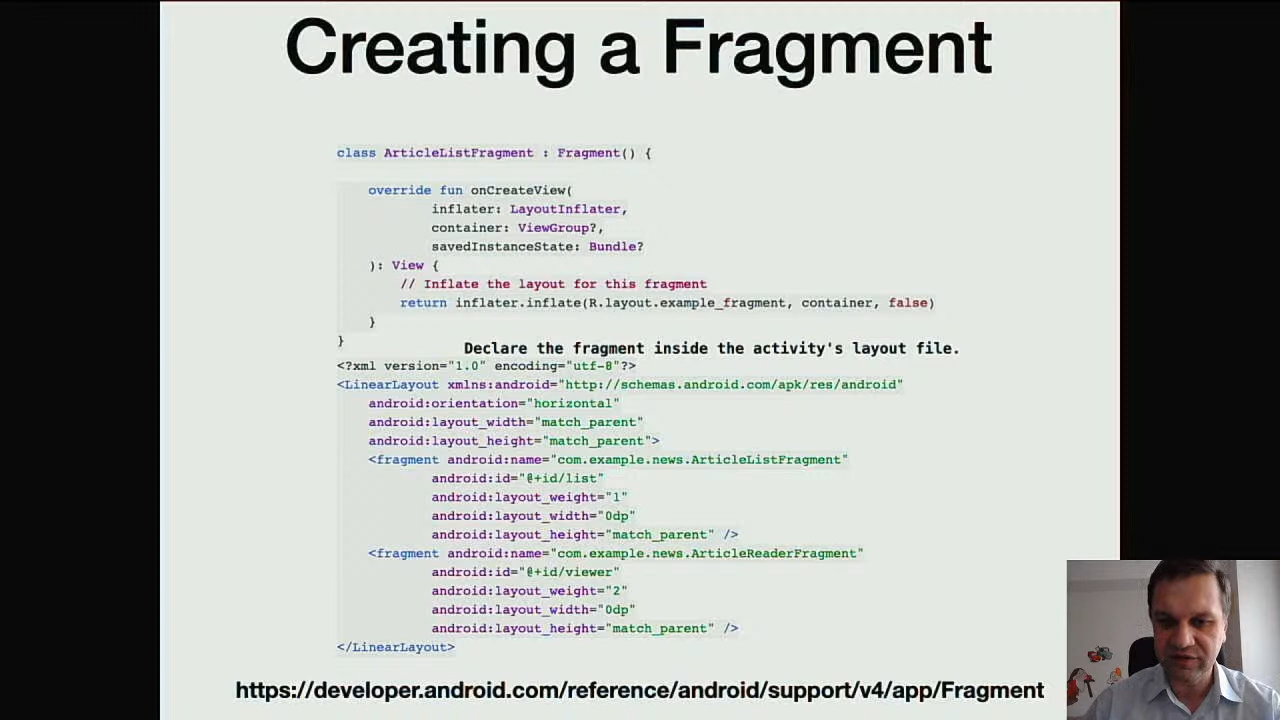 Creating a Fragment
class ArticleListFragment : Fragment() {
override fun onCreateView(
inflater: LayoutInflater,
container: ViewGroup?,
savedInstanceState: Bundle?
): View {
// Inflate the layout for this fragment
return inflater.inflate(R.layout.example_fragment, container, false)
}
}
Declare the fragment inside the activity's layout file.
<?xml version="1.0" encoding="utf-8"?>
<LinearLayout xmlns:android="http://schemas.android.com/apk/res/android"
android:orientation="horizontal"
android:layout_width="match_parent"
android:layout_height="match_parent">
<fragment android:name="com.example.news.ArticleListFragment"
android:id="@+id/list"
android:layout_weight="1"
android:layout_width="0dp"
android:layout_height="match_parent" />
<fragment android:name="com.example.news.ArticleReaderFragment"
android:id="@+id/viewer"
android:layout_weight="2"
android:layout_width="0dp"
android:layout_height="match_parent" />
</LinearLayout>
https://developer.android.com/reference/android/support/v4/app/Fragment